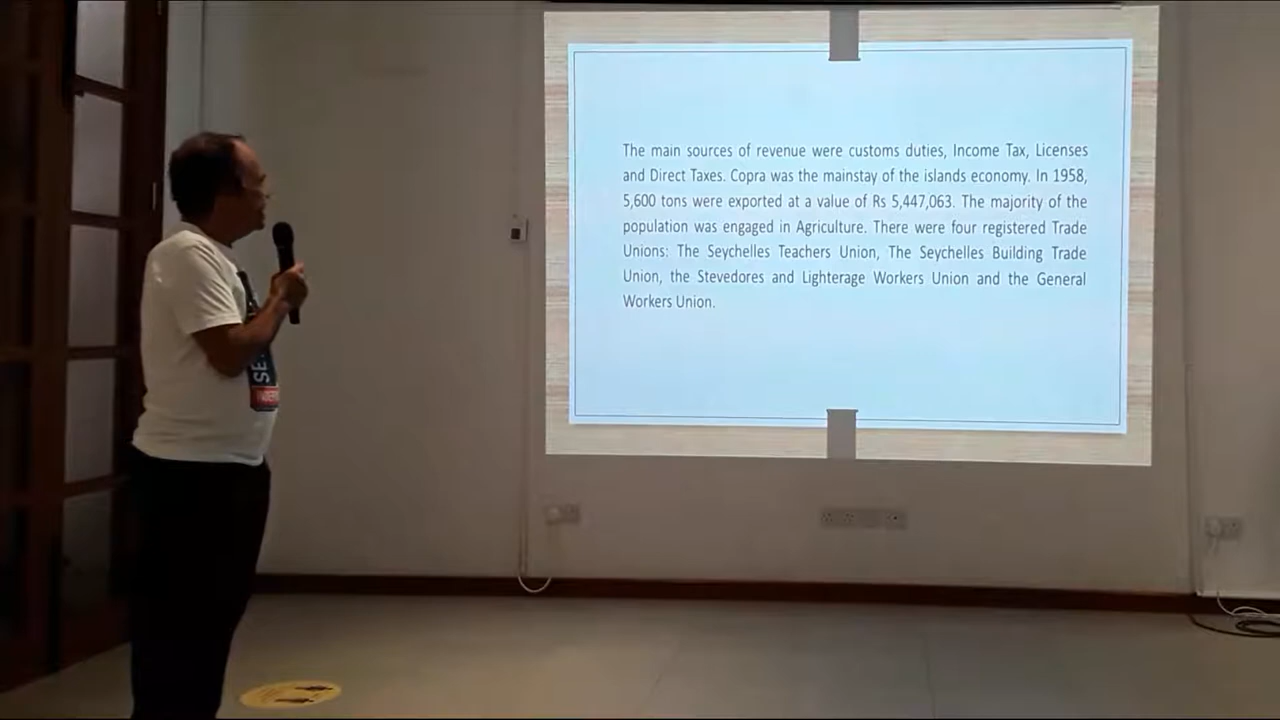 The main sources of revenue were customs duties, Income Tax, Licenses
and Direct Taxes. Copra was the mainstay of the islands economy. In 1958,
5,600 tons were exported at a value of Rs 5,447,063. The majority of the
population was engaged in Agriculture. There were four registered Trade
Unions: The Seychelles Teachers Union, The Seychelles Building Trade
Union, the Stevedores and Lighterage Workers Union and the General
Workers Union.